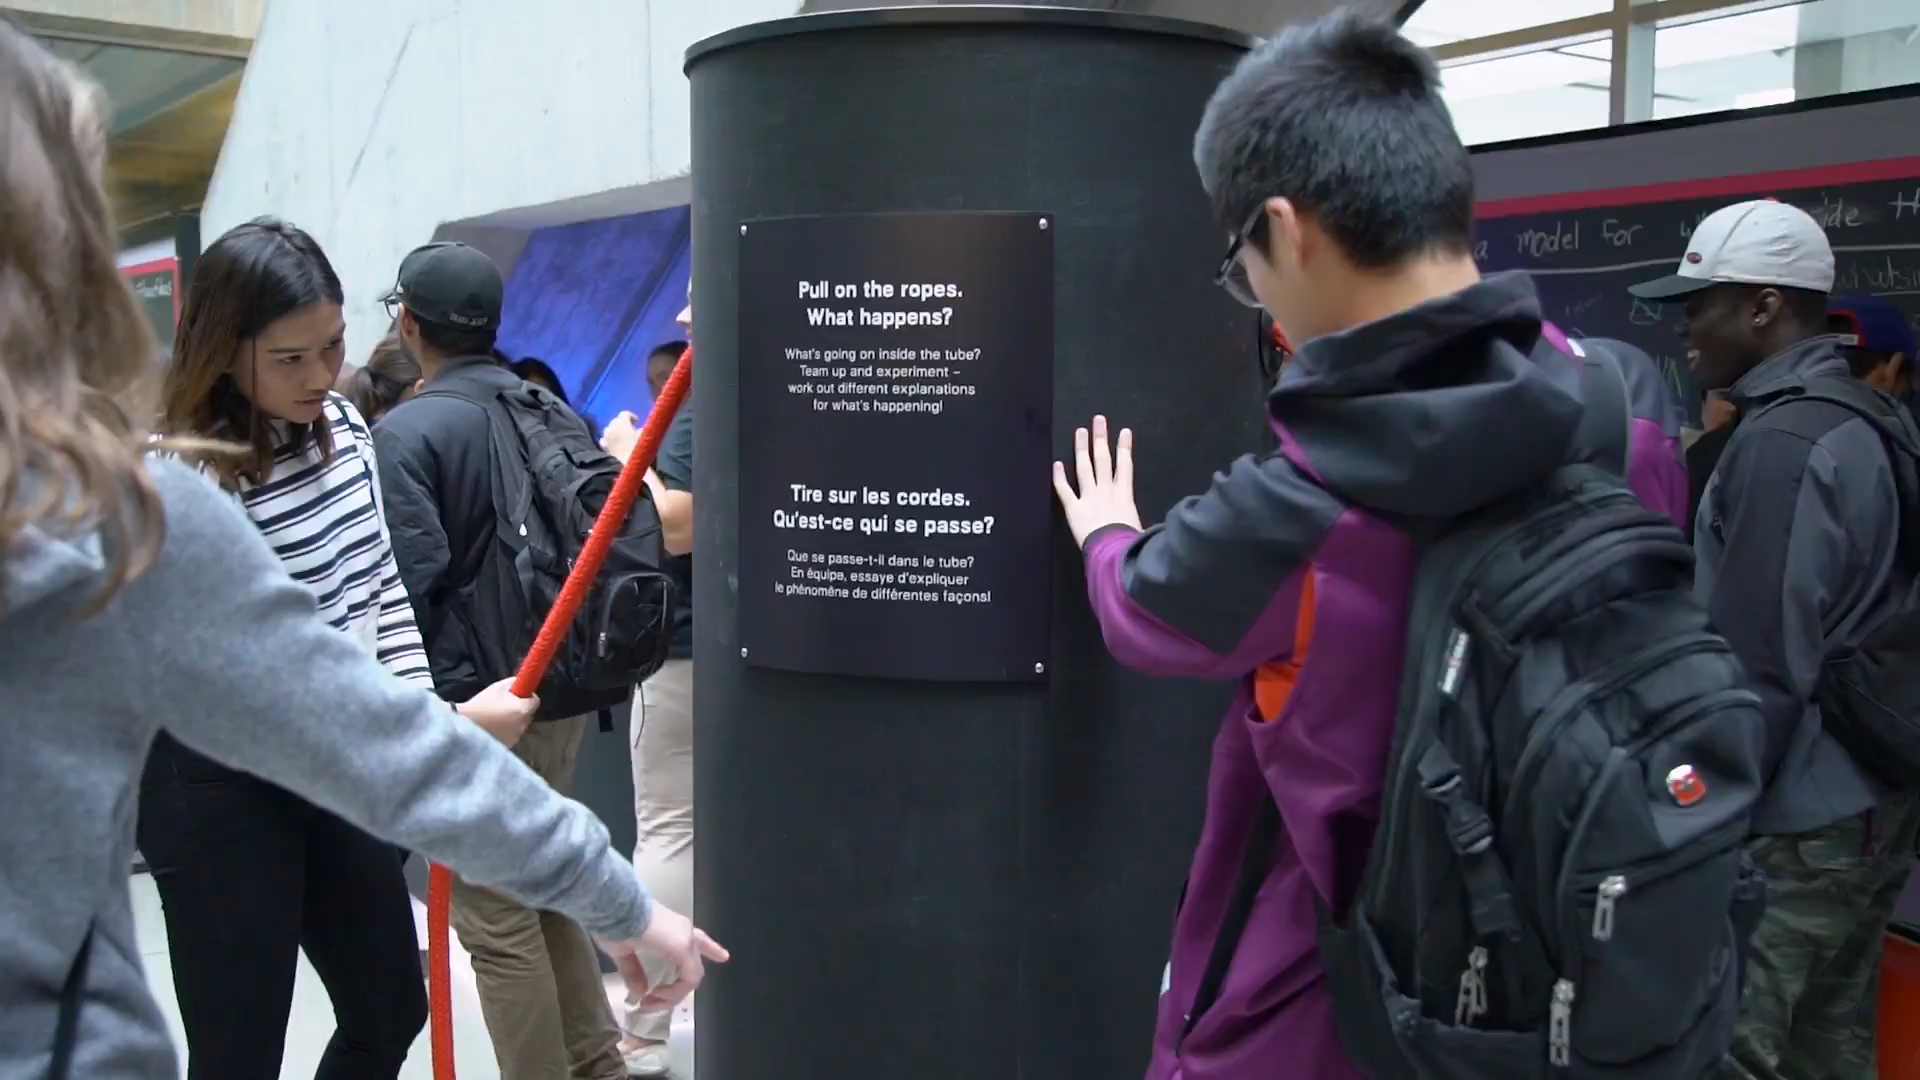 Pull on the ropes.
What happens?
What's going on inside the tube?
Team up and experiment –
work out different explanations
for what's happening!
Tire sur les cordes.
Qu'est-ce qui se passe?
Que se passe-t-il dans le tube?
En équipe, essaye d'expliquer
le phénomène de différentes façons!
a model for